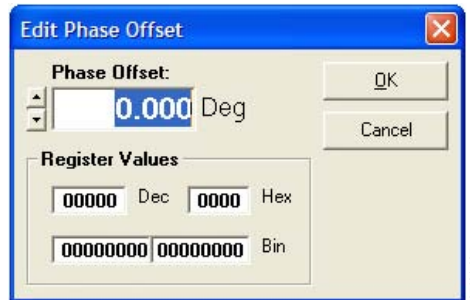 Edit Phase Offset
Phase Offset:
0.000 Deg
OK
Cancel
Register Values
00000 Dec 0000 Hex
00000000 00000000 Bin